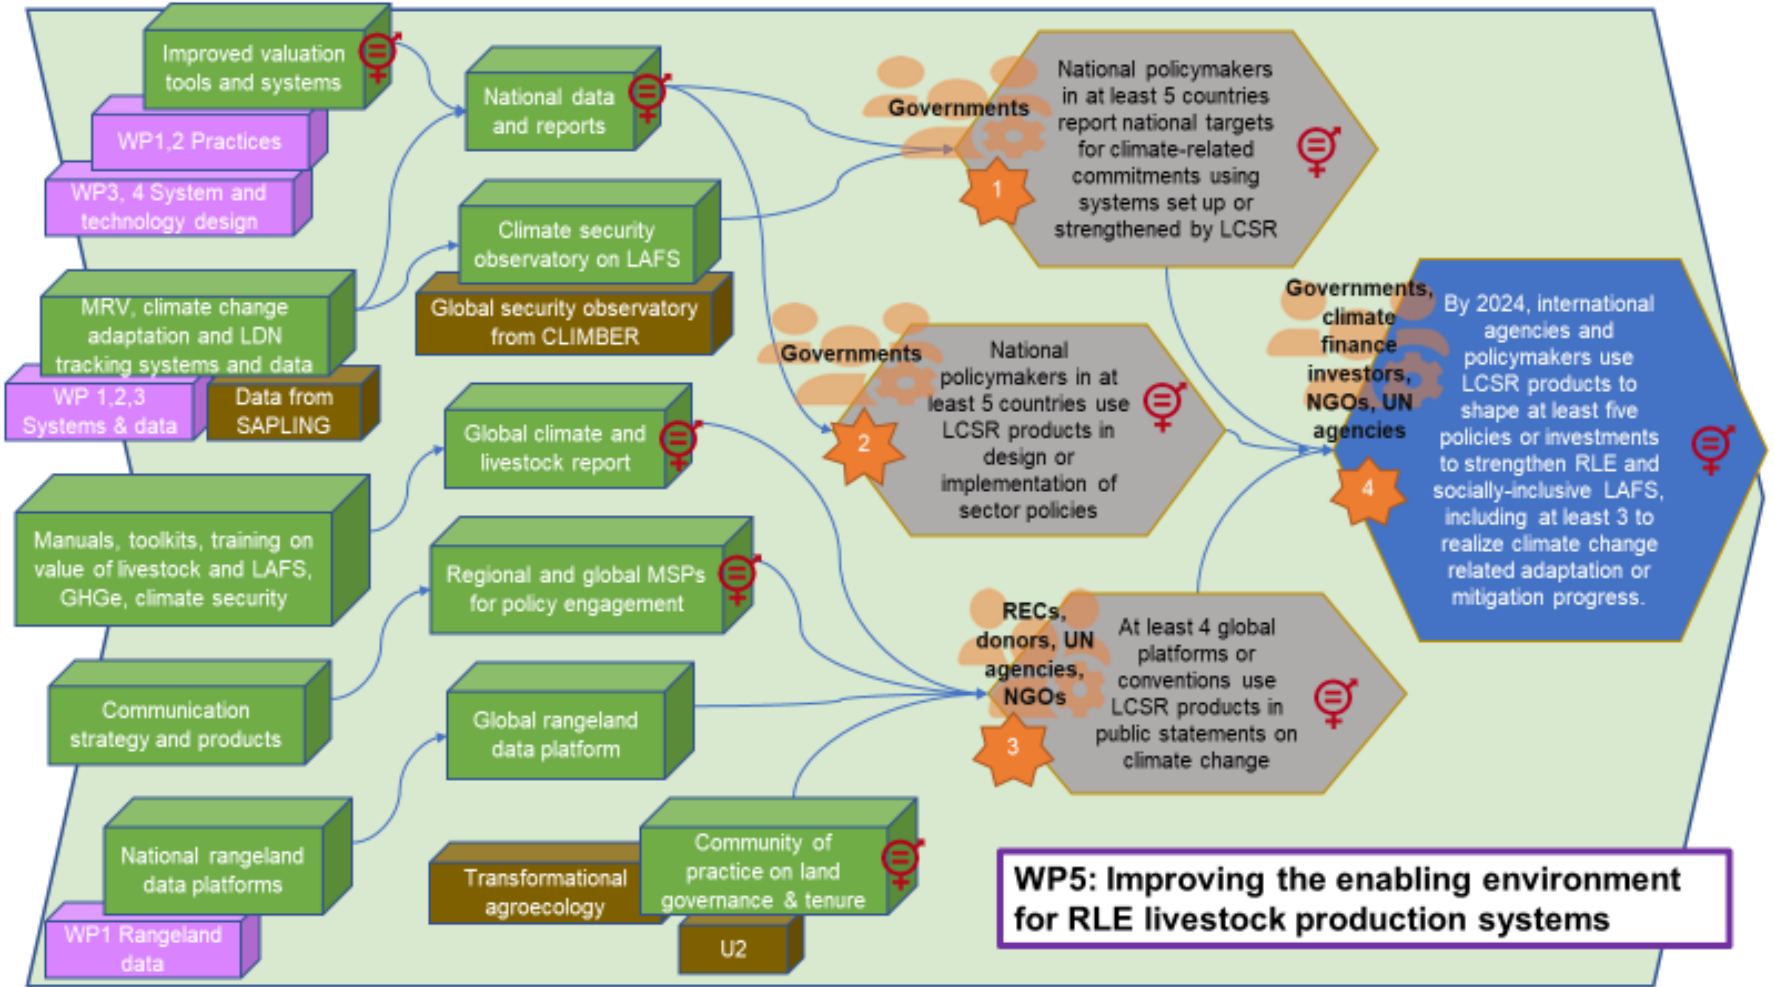 Improved valuation
tools and systems
WP1,2 Practices
WP3, 4 System and
technology design
MRV, climate change
adaptation and LDN
tracking systems and data
WP 1,2,3
Systems & data
Data from
SAPLING
Manuals, toolkits, training on
value of livestock and LAFS,
GHGe, climate security
Communication
strategy and products
National rangeland
data platforms
WP1 Rangeland
data
National data
and reports
Climate security
observatory on LAFS
Global security observatory
from CLIMBER
Global climate and
livestock report
Regional and global MSPs
for policy engagement
Global rangeland
data platform
Transformational
agroecology
Community of
practice on land
governance & tenure
U2
Governments
1
National policymakers
in at least 5 countries
report national targets
for climate-related
commitments using
systems set up or
strengthened by LCSR
Governments
2
National
policymakers in at
least 5 countries use
LCSR products in
design or
implementation of
sector policies
RECs,
donors, UN
agencies,
NGOs
3
At least 4 global
platforms or
conventions use
LCSR products in
public statements on
climate change
Governments,
climate
finance
investors,
NGOs, UN
agencies
4
By 2024, international
agencies and
policymakers use
LCSR products to
shape at least five
policies or investments
to strengthen RLE and
socially-inclusive LAFS,
including at least 3 to
realize climate change
related adaptation or
mitigation progress.
WP5: Improving the enabling environment
for RLE livestock production systems